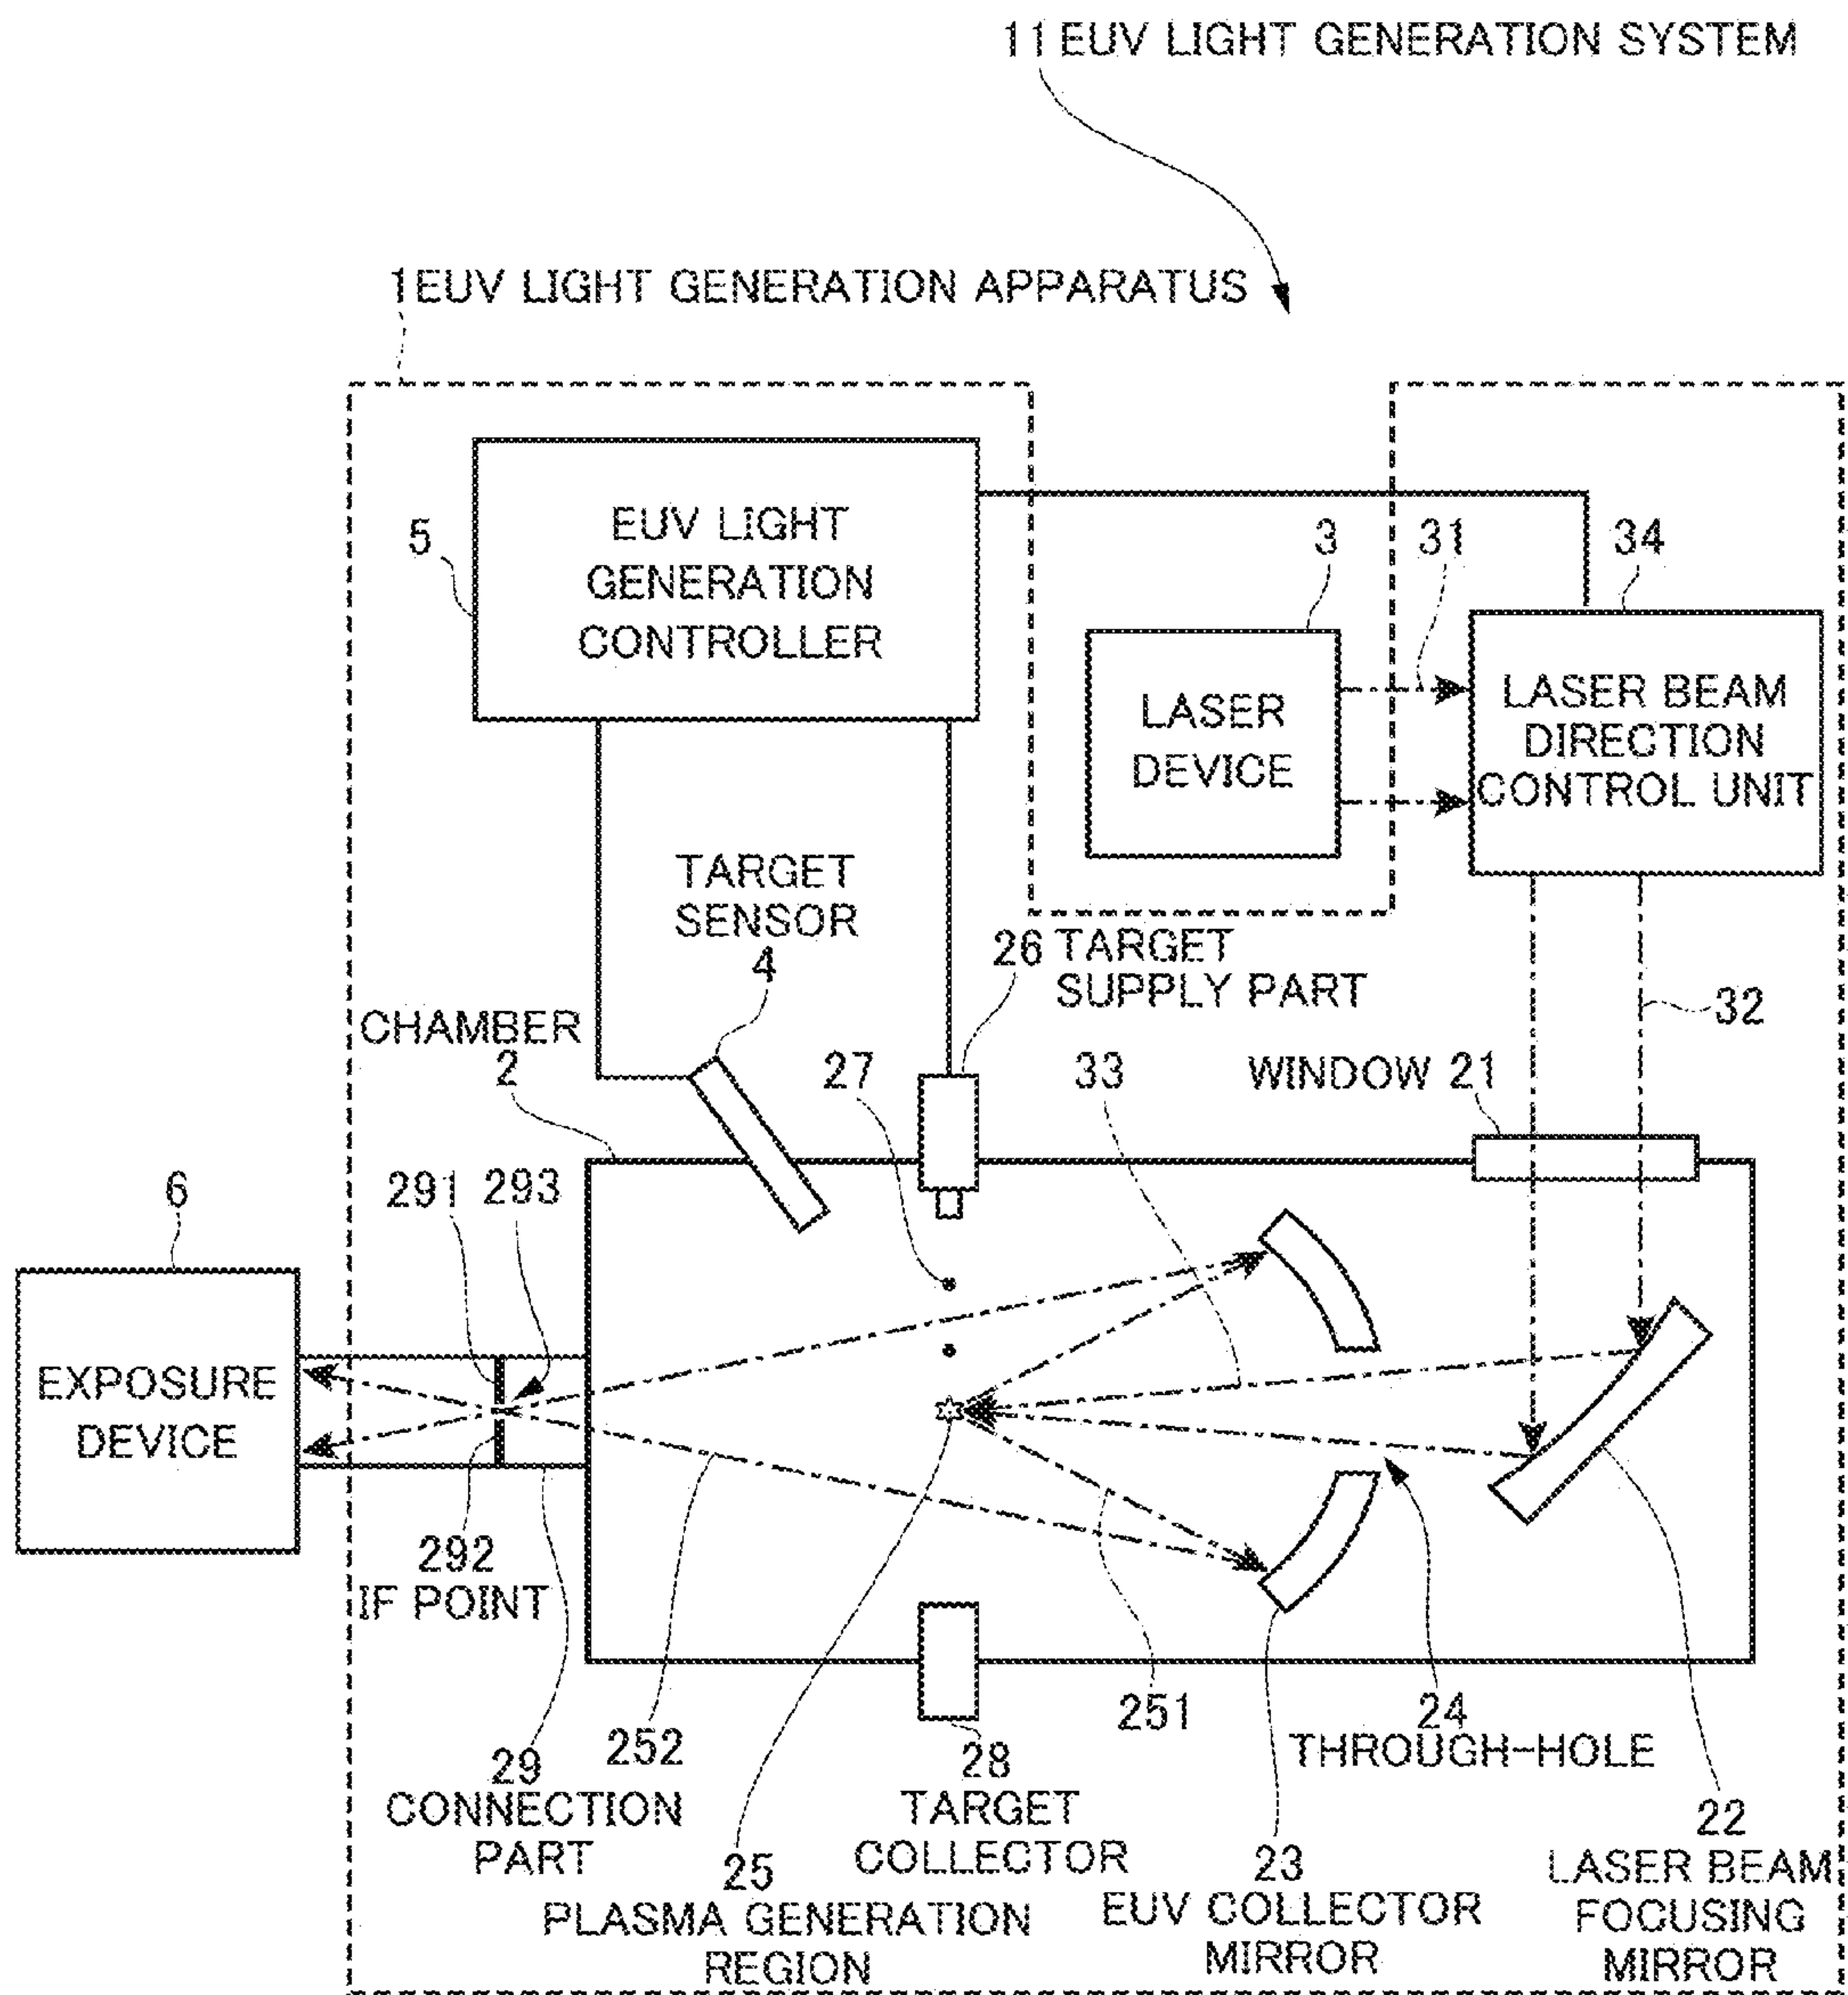 11 EUV LIGHT GENERATION SYSTEM
1 EUV LIGHT GENERATION APPARATUS
5
EUV LIGHT
GENERATION
CONTROLLER
3
31
34
LASER
DEVICE
LASER BEAM
DIRECTION
CONTROL UNIT
TARGET
SENSOR
4
26 TARGET
SUPPLY PART
32
CHAMBER
2
27
33
WINDOW 21
6
291
293
EXPOSURE
DEVICE
292
IF POINT
252
29
CONNECTION
PART
25
PLASMA GENERATION
REGION
28
TARGET
COLLECTOR
251
23
EUV COLLECTOR
MIRROR
24
THROUGH-HOLE
22
LASER BEAM
FOCUSING
MIRROR